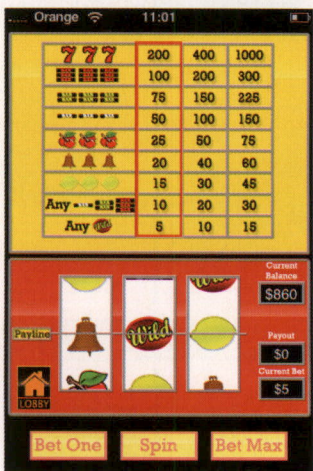 Orange 11:01
200 400 1000
100 200 300
75 150 225
50 100 150
25 50 75
20 40 60
15 30 45
Any 10 20 30
Any Wild 5 10 15
Current
Balance
$860
Payline
Wild
Payout
$0
Current Bet
$5
LOBBY
Bet One Spin Bet Max